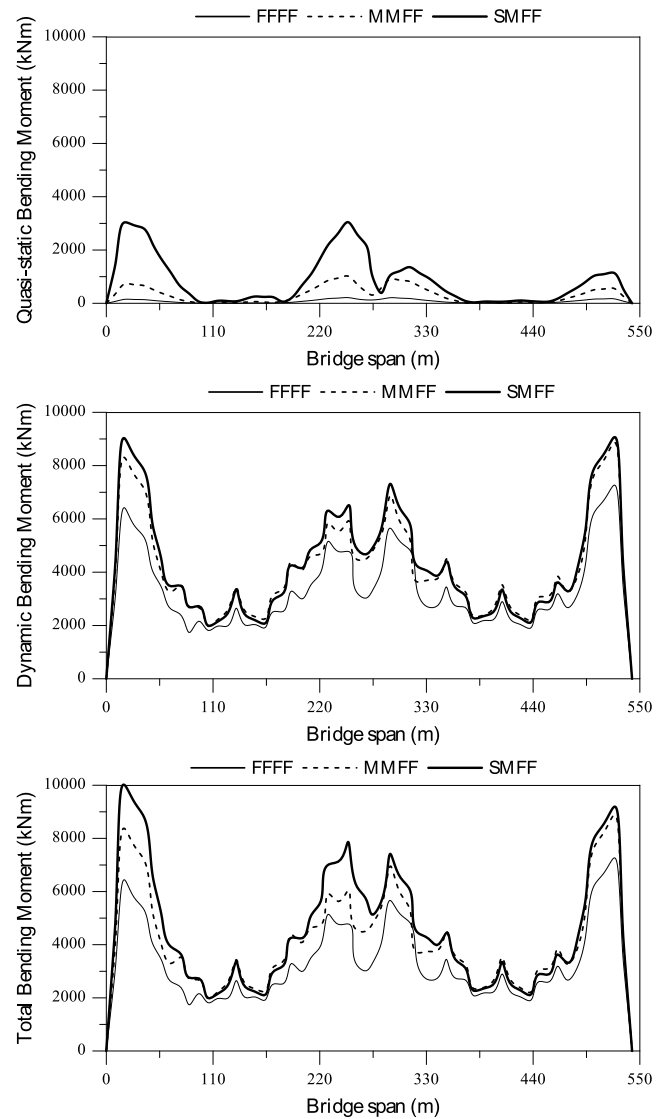 FFFF MMFF SMFF
Quasi-static Bending Moment (kNm)
10000
8000
6000
4000
2000
0
0 110 220 330 440 550
Bridge span (m)
FFFF MMFF SMFF
Dynamic Bending Moment (kNm)
10000
8000
6000
4000
2000
0
0 110 220 330 440 550
Bridge span (m)
FFFF MMFF SMFF
Total Bending Moment (kNm)
10000
8000
6000
4000
2000
0
0 110 220 330 440 550
Bridge span (m)